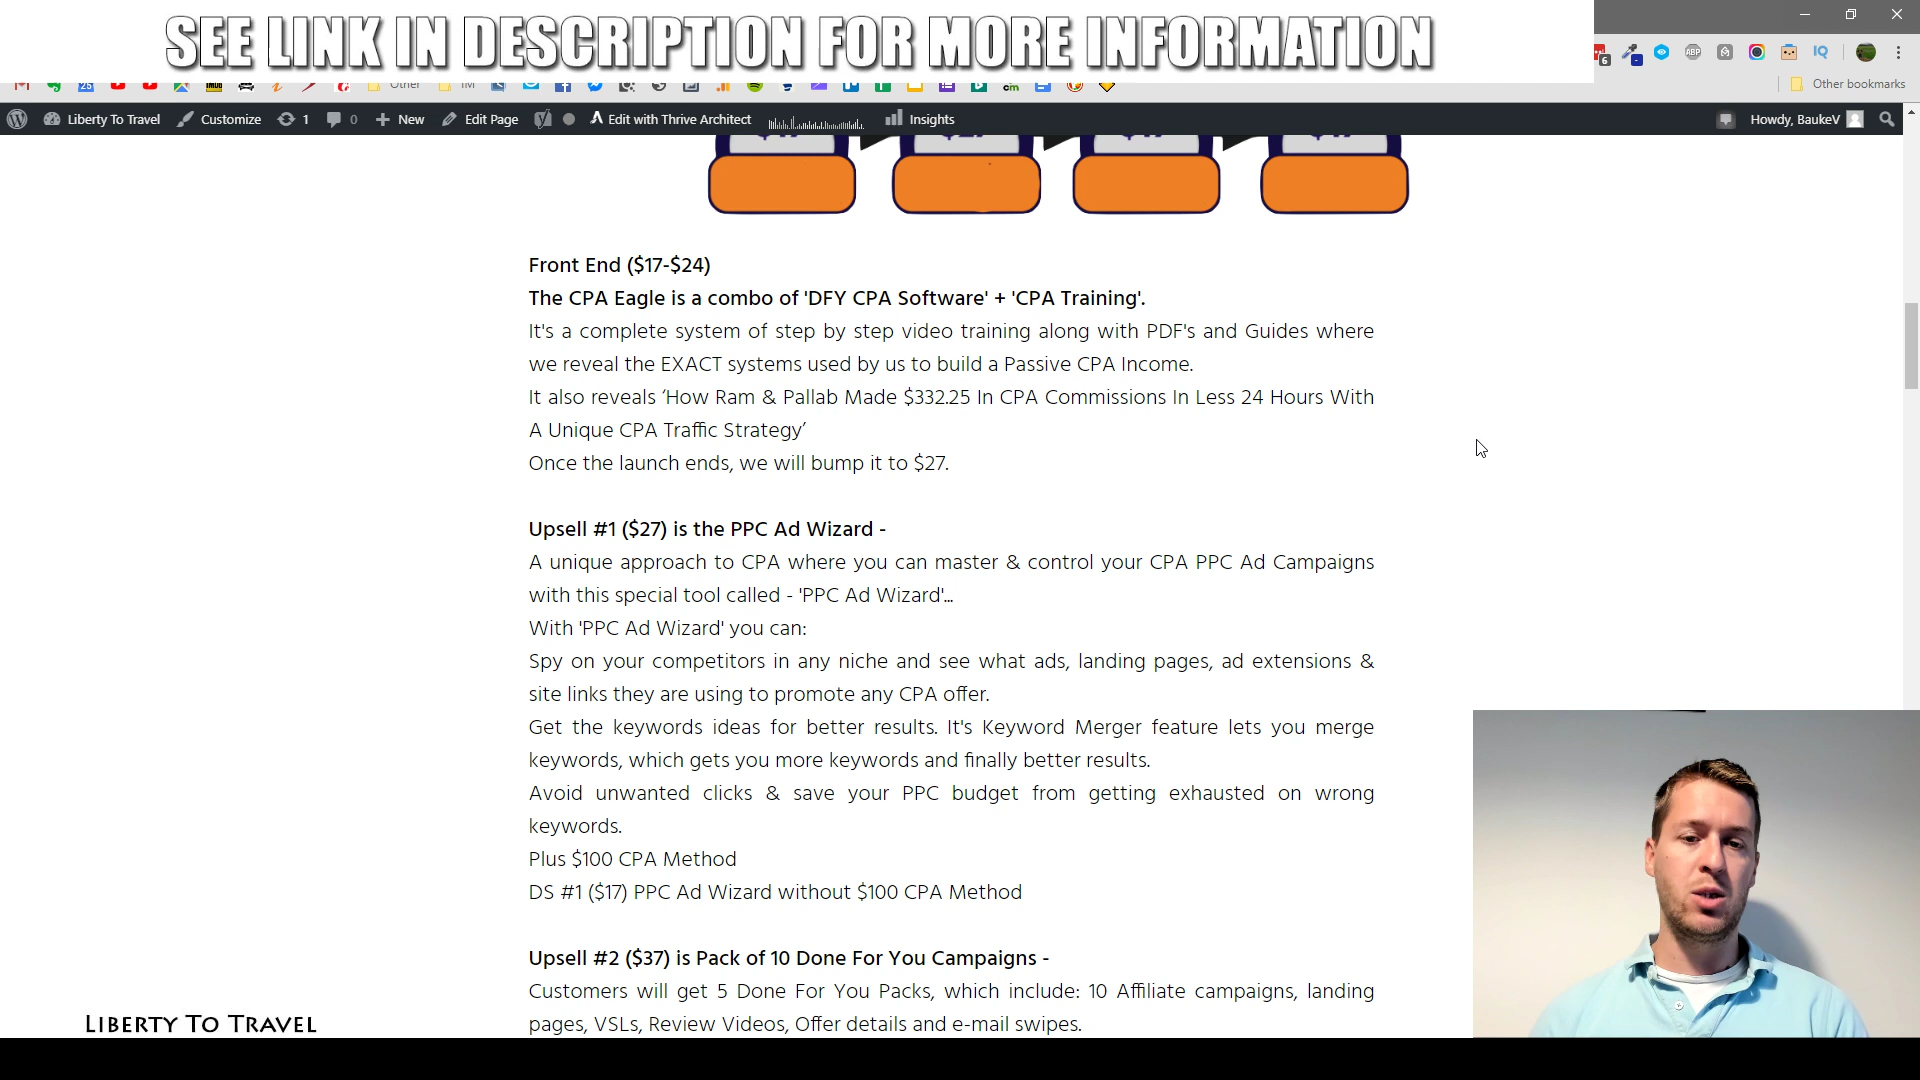 SEE LINK IN DESCRIPTION FOR MORE INFORMATION
ABP
IQ
6
Other bookmarks
Liberty To Travel
Customize
1
0
New
Edit Page
Edit with Thrive Architect
Insights
Howdy, BaukeV
Front End ($17-$24)
The CPA Eagle is a combo of 'DFY CPA Software' + 'CPA Training'.
It's a complete system of step by step video training along with PDF's and Guides where
we reveal the EXACT systems used by us to build a Passive CPA Income.
It also reveals ‘How Ram & Pallab Made $332.25 In CPA Commissions In Less 24 Hours With
A Unique CPA Traffic Strategy’
Once the launch ends, we will bump it to $27.
Upsell #1 ($27) is the PPC Ad Wizard -
A unique approach to CPA where you can master & control your CPA PPC Ad Campaigns
with this special tool called - 'PPC Ad Wizard'...
With 'PPC Ad Wizard' you can:
Spy on your competitors in any niche and see what ads, landing pages, ad extensions &
site links they are using to promote any CPA offer.
Get the keywords ideas for better results. It's Keyword Merger feature lets you merge
keywords, which gets you more keywords and finally better results.
Avoid unwanted clicks & save your PPC budget from getting exhausted on wrong
keywords.
Plus $100 CPA Method
DS #1 ($17) PPC Ad Wizard without $100 CPA Method
Upsell #2 ($37) is Pack of 10 Done For You Campaigns -
Customers will get 5 Done For You Packs, which include: 10 Affiliate campaigns, landing
pages, VSLs, Review Videos, Offer details and e-mail swipes.
LIBERTY TO TRAVEL